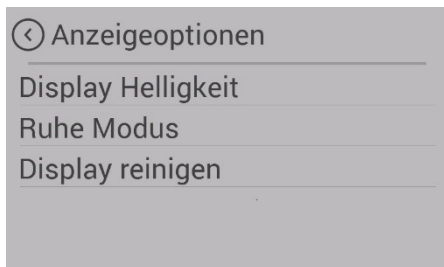 Anzeigeoptionen
Display Helligkeit
Ruhe Modus
Display reinigen